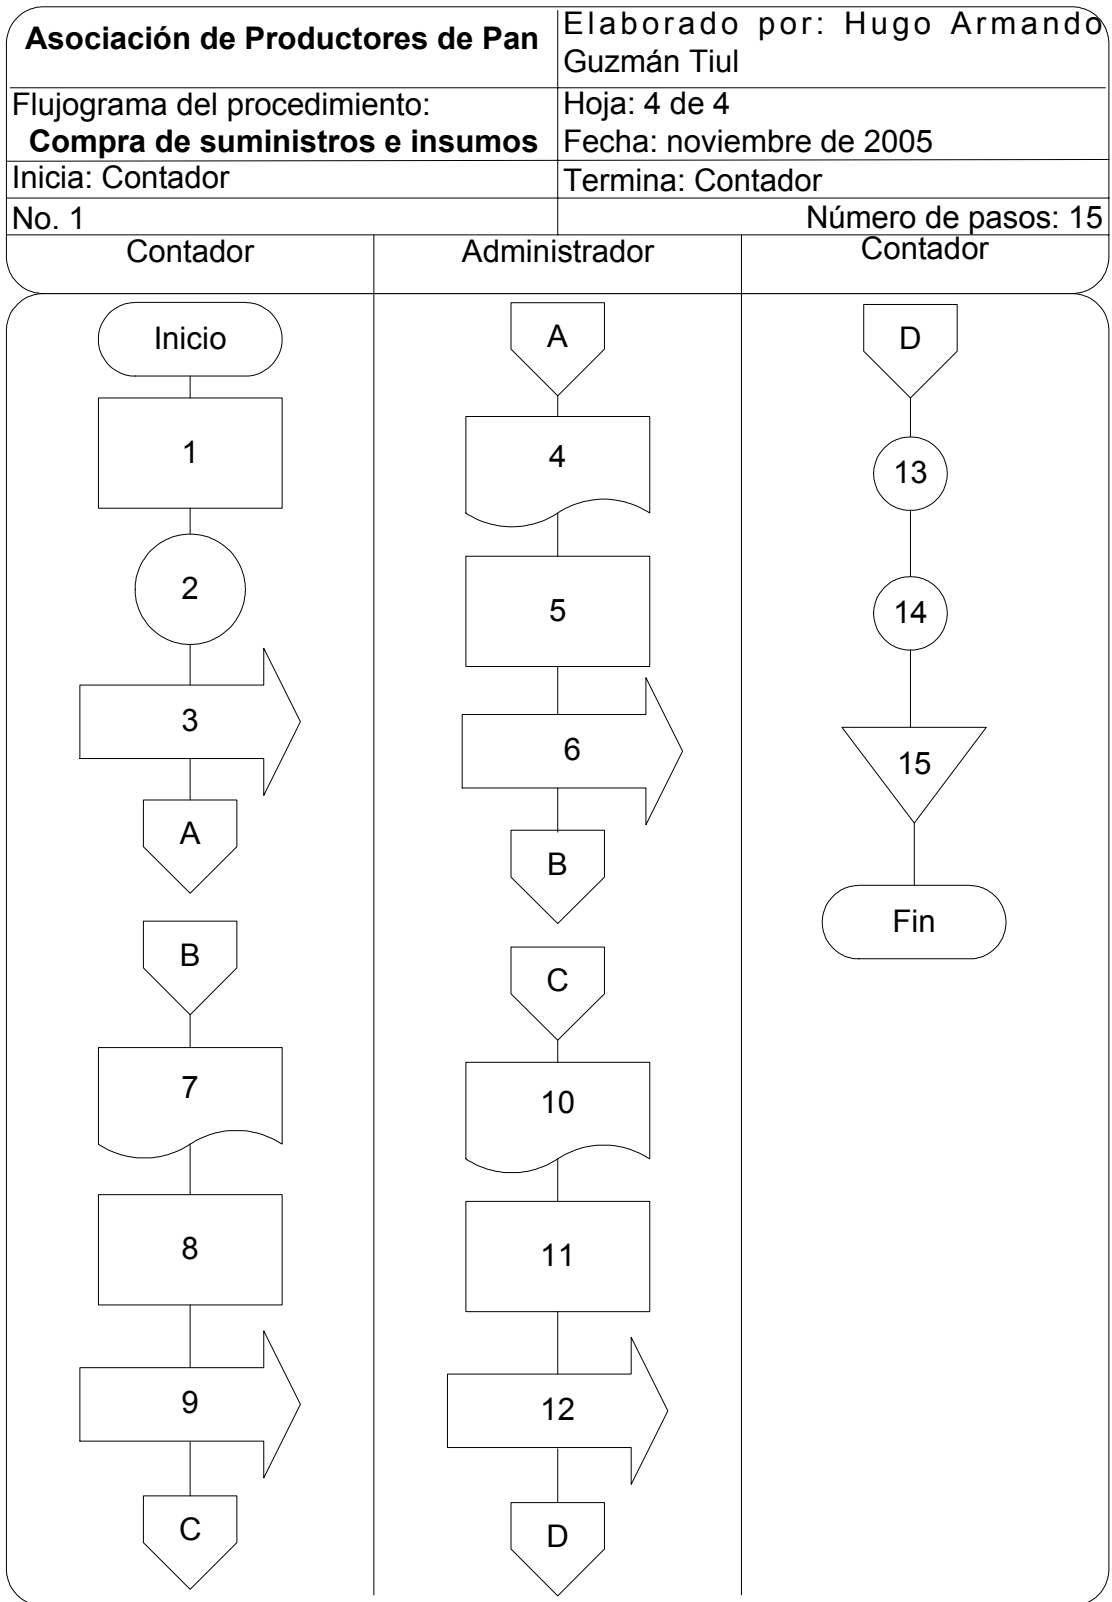 Asociación de Productores de Pan
Elaborado por: Hugo Armando
Guzmán Tiul
Flujograma del procedimiento:
Compra de suministros e insumos
Hoja: 4 de 4
Fecha: noviembre de 2005
Inicia: Contador
Termina: Contador
No. 1
Número de pasos: 15
Contador
Administrador
Contador
Inicio
1
2
3
A
B
7
8
9
C
A
4
5
6
B
C
10
11
12
D
D
13
14
15
Fin